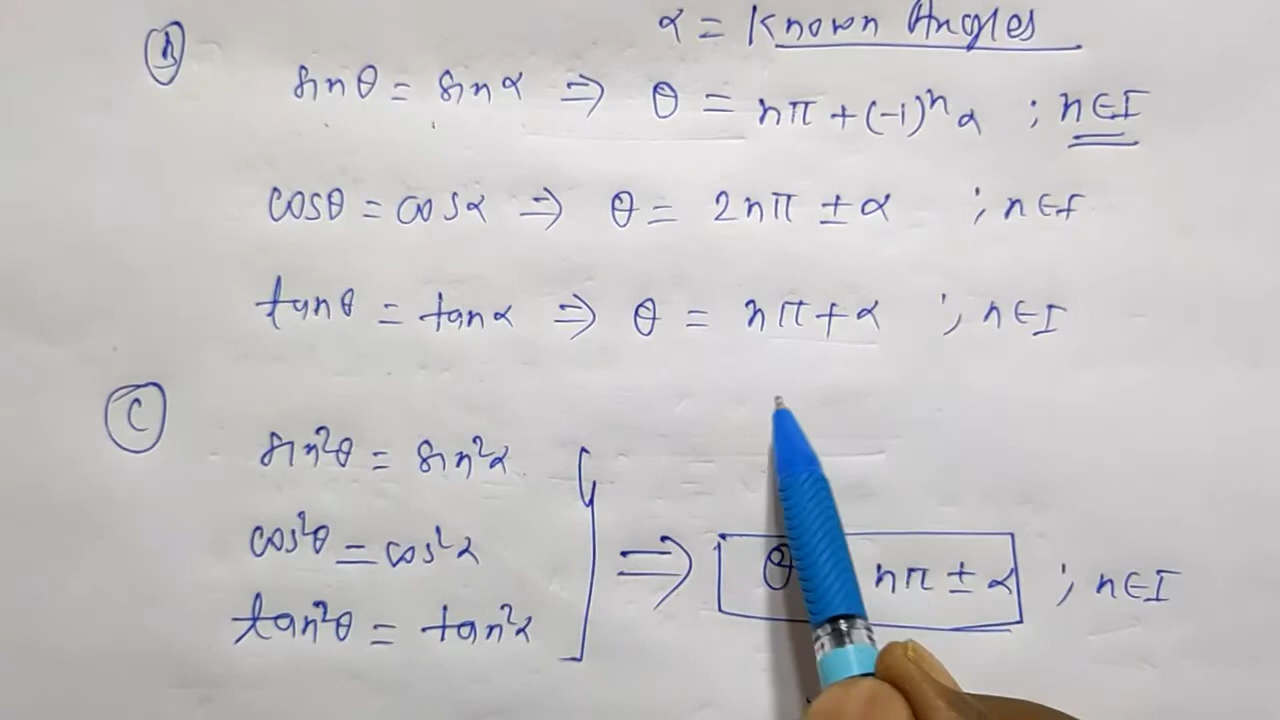 α = Known Angles
(B) sinθ = sinα ⇒ θ = nπ + (-1)ⁿα ; n∈I
cosθ = cosα ⇒ θ = 2nπ ± α ; n∈I
tanθ = tanα ⇒ θ = nπ + α ; n∈I
(C)
sin²θ = sin²α
cos²θ = cos²α ⇒ θ nπ ± α ; n∈I
tan²θ = tan²α